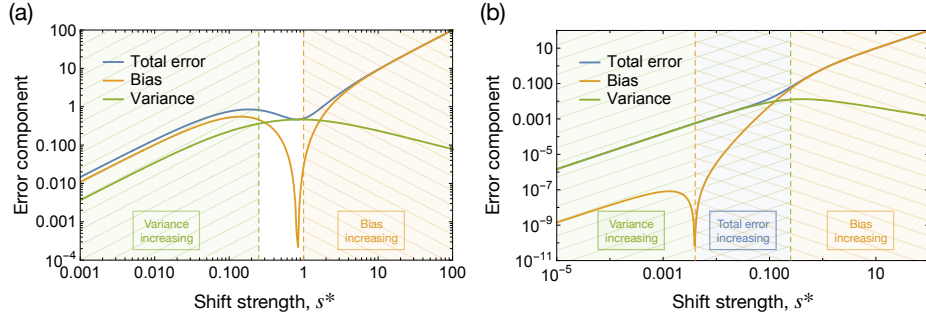 (a)
Error component
100
10
1
0.100
0.010
0.001
10⁻⁴
Total error
Bias
Variance
Variance
increasing
Bias
increasing
0.001
0.010
0.100
1
10
100
Shift strength, s*
(b)
Error component
10
0.100
0.001
10⁻⁵
10⁻⁷
10⁻⁹
10⁻¹¹
Total error
Bias
Variance
Variance
increasing
Total error
increasing
Bias
increasing
10⁻⁵
0.001
0.100
10
Shift strength, s*